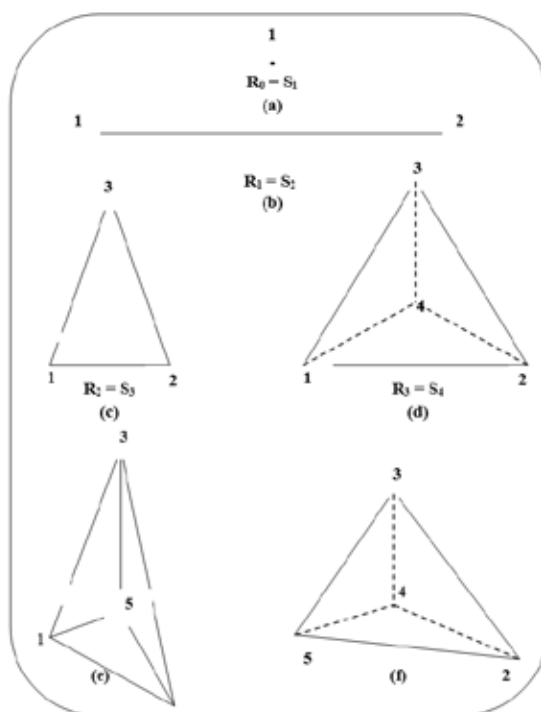 1
R₀ = S₁
(a)
1 2
R₁ = S₂
(b)
3
3
4
1 2
R₂ = S₃
(c)
1 2
R₃ = S₄
(d)
3
5
1
(e)
3
4
5 2
(f)